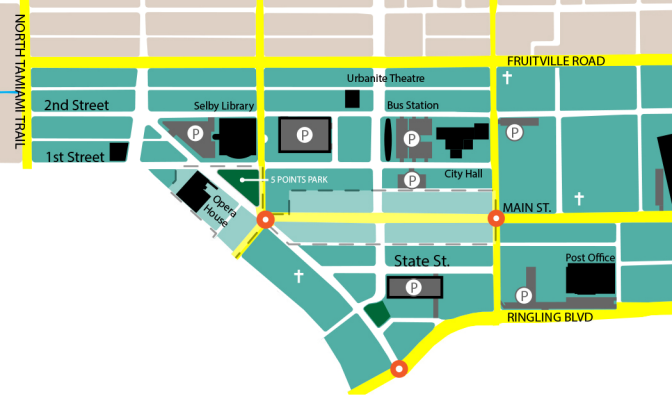 NORTH TAMIAMI TRAIL
FRUITVILLE ROAD
Urbanite Theatre
2nd Street
Selby Library
Bus Station
P
P
P
P
1st Street
City Hall
P
5 POINTS PARK
Opera
House
MAIN ST.
State St.
Post Office
P
P
RINGLING BLVD